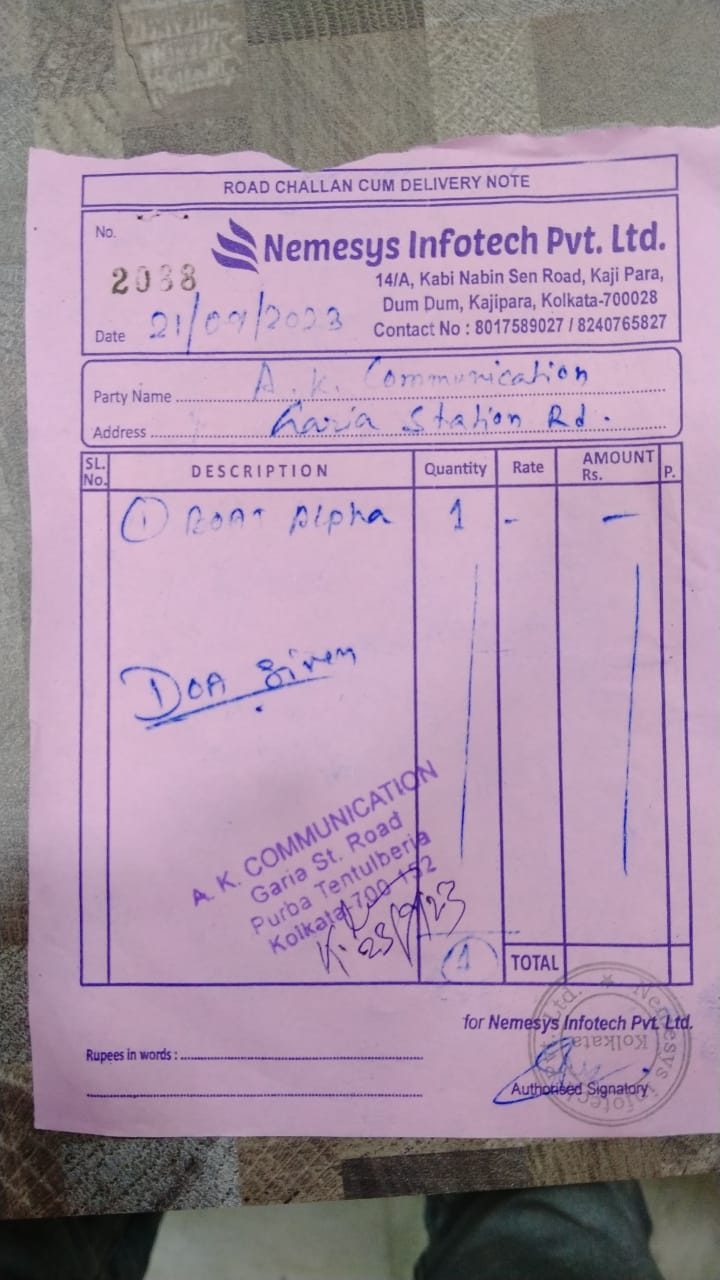 ROAD CHALLAN CUM DELIVERY NOTE
No.
2088
Nemesys Infotech Pvt. Ltd.
14/A, Kabi Nabin Sen Road, Kaji Para,
Dum Dum, Kajipara, Kolkata-700028
Contact No : 8017589027 / 8240765827
Date 21/09/2023
Party Name A. K. Communication
Address Garia Station Rd.
SL. No. DESCRIPTION Quantity Rate AMOUNT Rs. P.
① BOAT Alpha 1 - -
DOA Given
A. K. COMMUNICATION
Garia St. Road
Purba Tentulberia
Kolkata-700 152
23/9/23
1 TOTAL
for Nemesys Infotech Pvt. Ltd.
Nemesys Infotech Pvt. Ltd.
Kolkata
Rupees in words :
Authorised Signatory